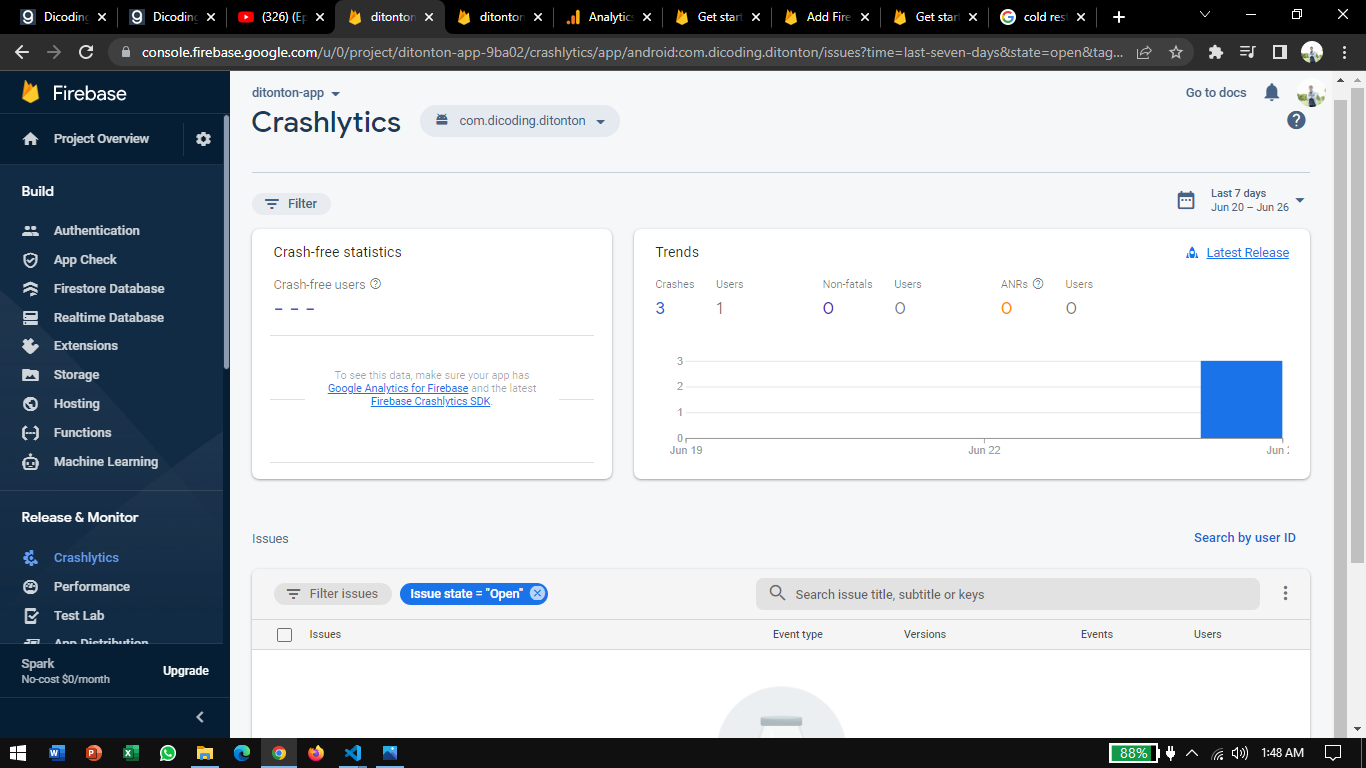 Dicoding
Dicoding
(326) (Ep
ditonton-
ditonton-
Analytics
Get start
Add Fire
Get start
cold rest
console.firebase.google.com/u/0/project/ditonton-app-9ba02/crashlytics/app/android:com.dicoding.ditonton/issues?time=last-seven-days&state=open&tag...
Firebase
Project Overview
Build
Authentication
App Check
Firestore Database
Realtime Database
Extensions
Storage
Hosting
Functions
Machine Learning
Release & Monitor
Crashlytics
Performance
Test Lab
App Distribution
Spark
No-cost $0/month
Upgrade
ditonton-app
Go to docs
Crashlytics
com.dicoding.ditonton
Filter
Last 7 days
Jun 20 – Jun 26
Crash-free statistics
Crash-free users
- - -
To see this data, make sure your app has
Google Analytics for Firebase and the latest
Firebase Crashlytics SDK.
Trends
Latest Release
Crashes Users Non-fatals Users ANRs Users
3 1 0 0 0 0
3
2
1
0
Jun 19 Jun 22 Jun
Issues
Search by user ID
Filter issues
Issue state = "Open"
Search issue title, subtitle or keys
Issues Event type Versions Events Users
88%
1:48 AM